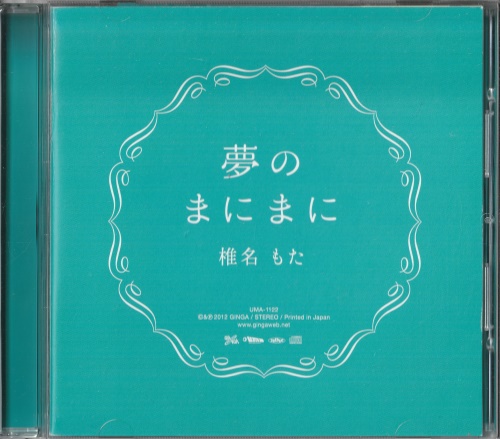 夢の
まにまに
椎名 もた
UMA-1122
©&℗ 2012 GINGA / STEREO / Printed in Japan
www.gingaweb.net